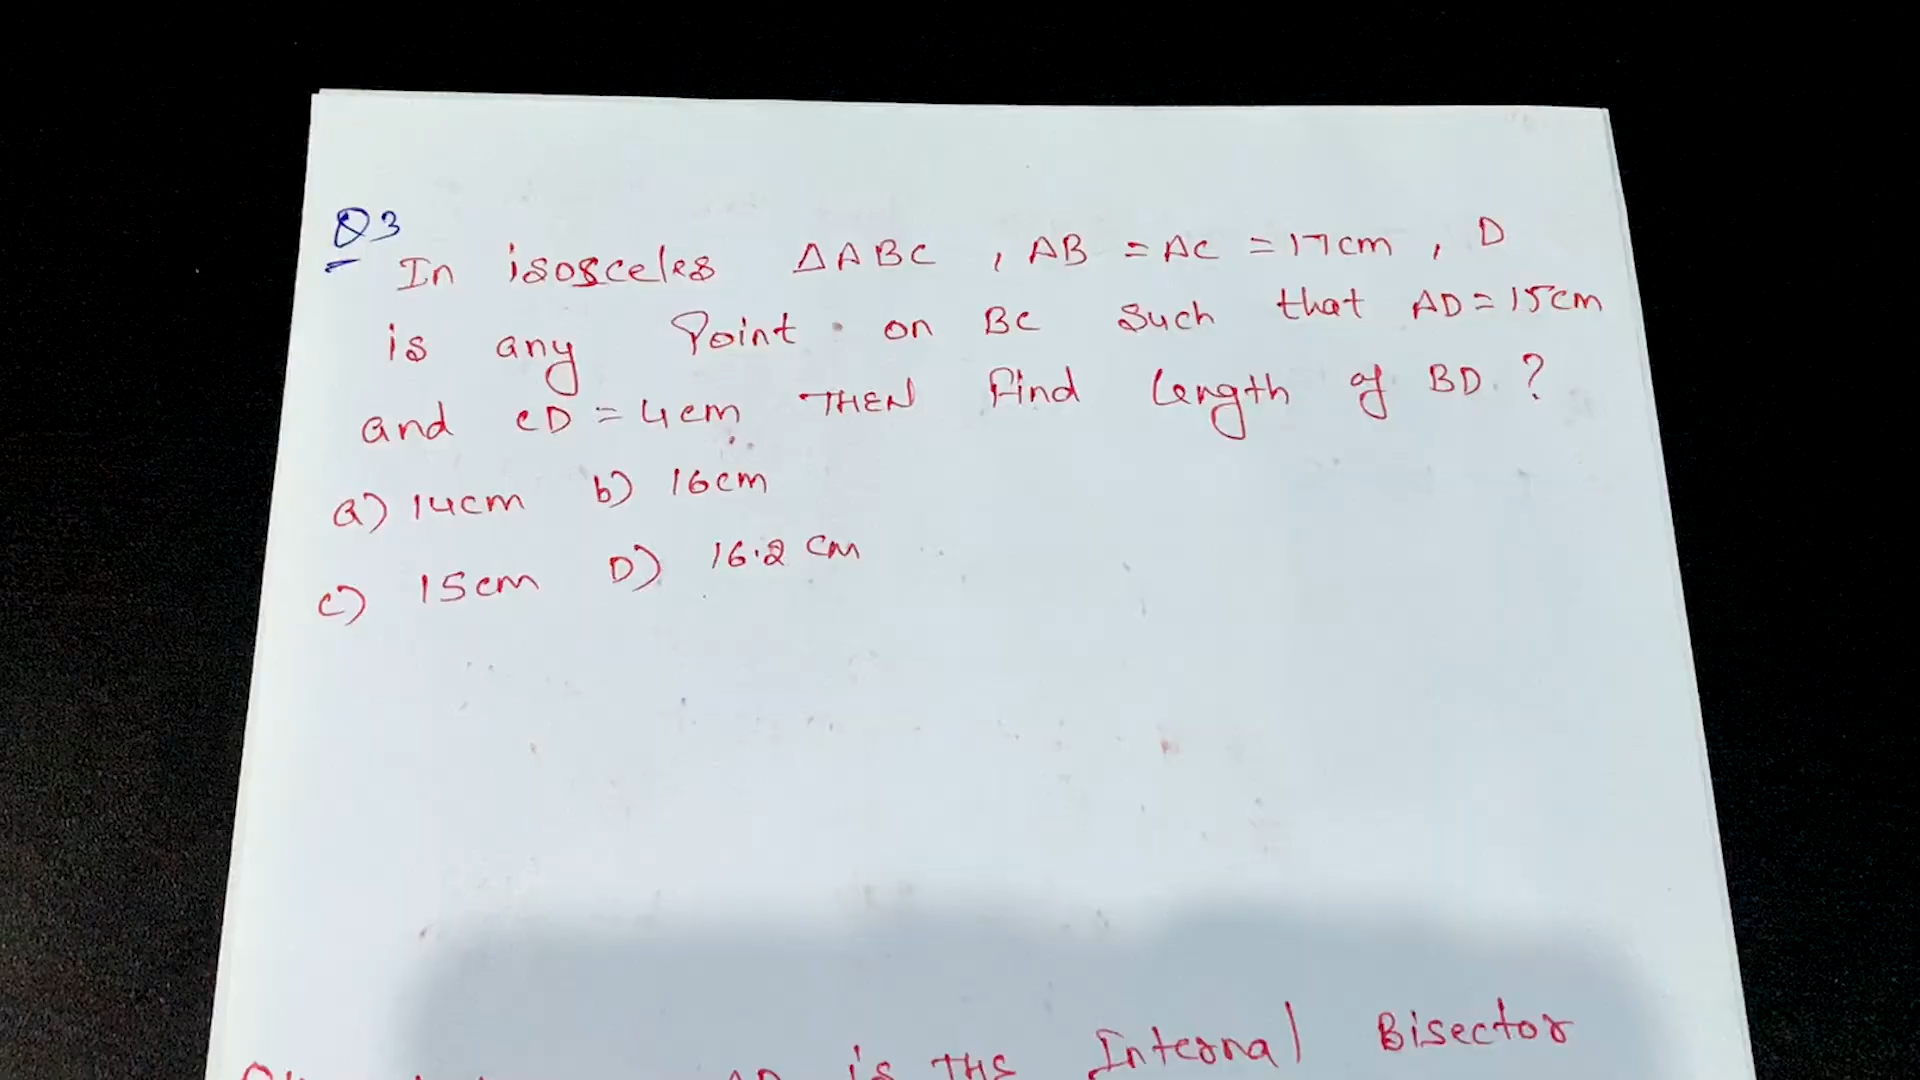 Q3
In isosceles ΔABC, AB = AC = 17cm, D
is any Point on BC such that AD = 15cm
and CD = 4cm THEN find length of BD.?
a) 14cm b) 16cm
c) 15cm D) 16.2 cm
AD is THE Internal Bisector